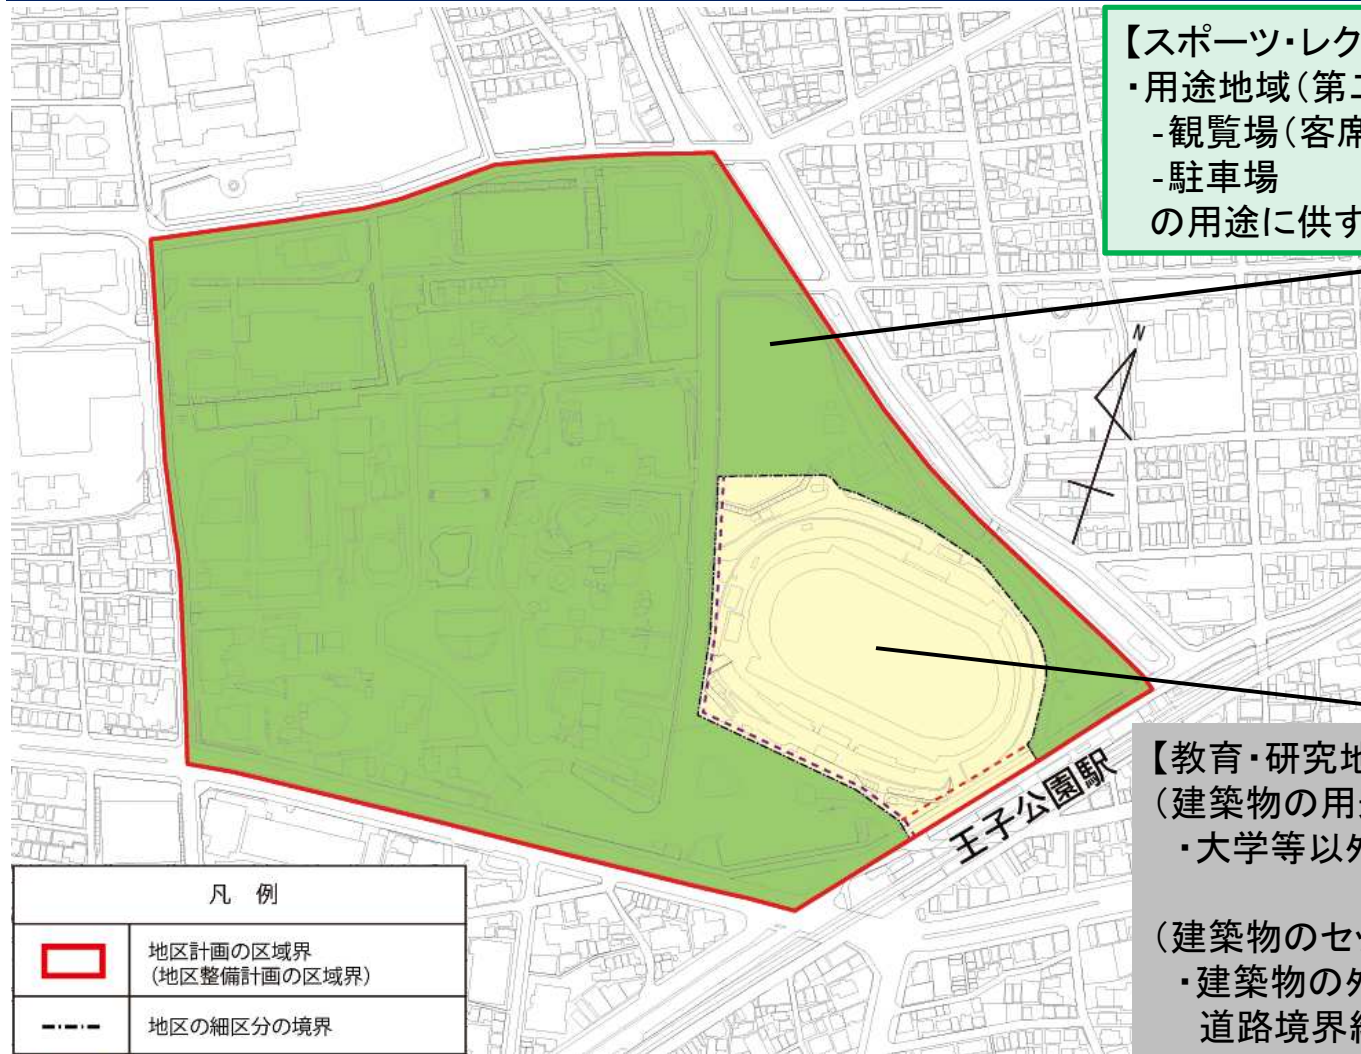 【スポーツ・レク
・用途地域（第二
-観覧場（客席
-駐車場
の用途に供す
N
王子公園駅
【教育・研究地
（建築物の用
・大学等以外
（建築物のセッ
・建築物の外
道路境界線
凡 例
地区計画の区域界
(地区整備計画の区域界)
地区の細区分の境界